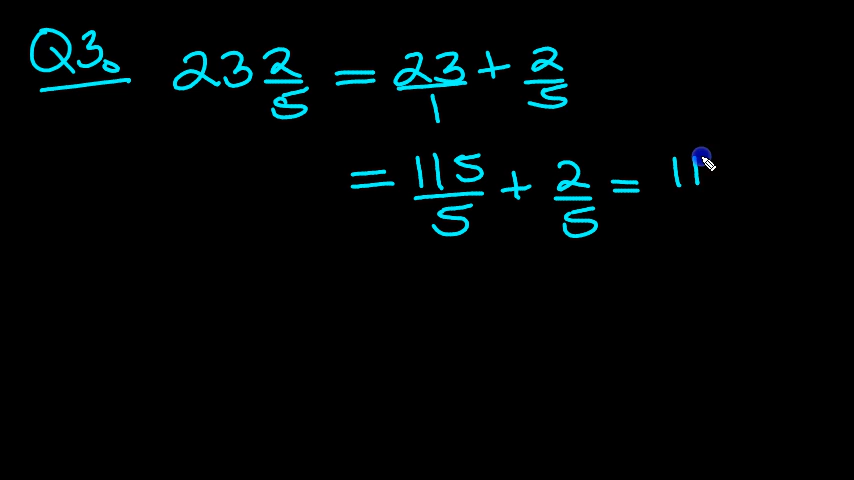 Q3. 23 2/5 = 23/1 + 2/5
= 115/5 + 2/5 = 11